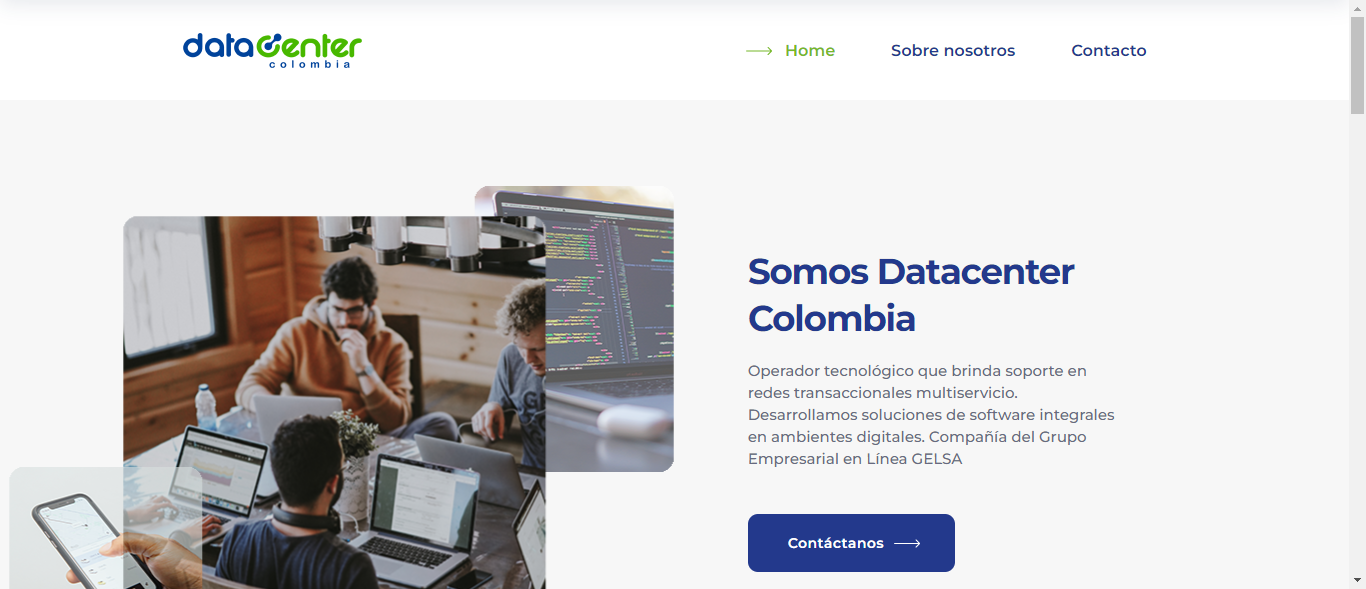 datacenter
colombia
Home
Sobre nosotros
Contacto
Somos Datacenter
Colombia
Operador tecnológico que brinda soporte en
redes transaccionales multiservicio.
Desarrollamos soluciones de software integrales
en ambientes digitales. Compañía del Grupo
Empresarial en Línea GELSA
Contáctanos